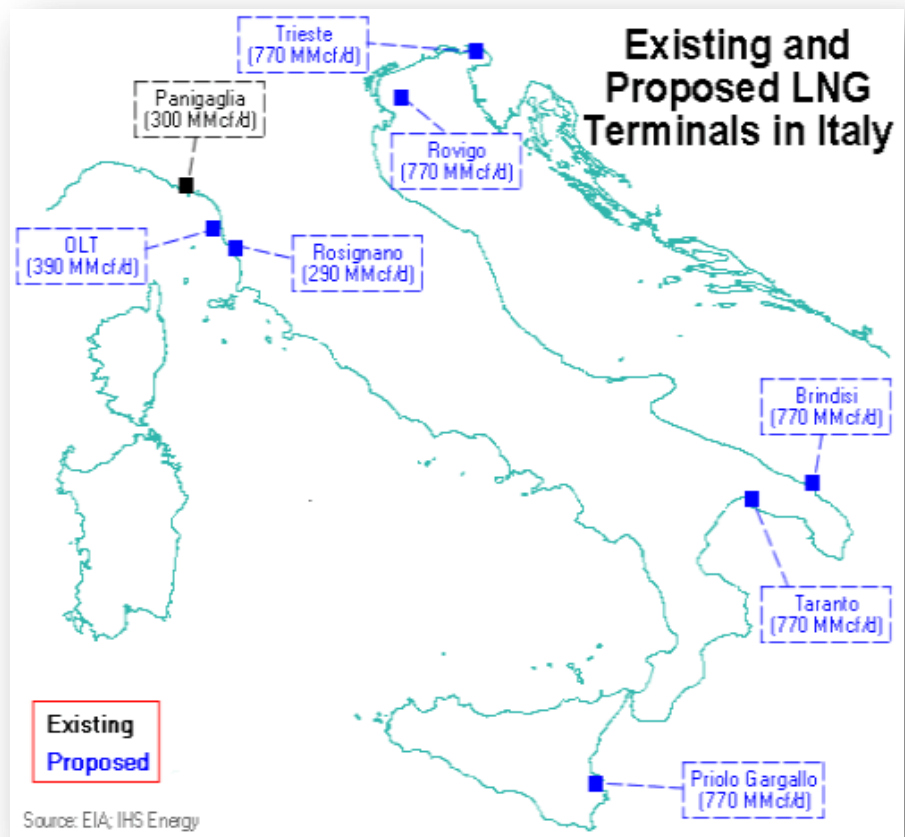 Existing and
Proposed LNG
Terminals in Italy
Trieste
(770 MMcf/d)
Panigaglia
(300 MMcf/d)
Rovigo
(770 MMcf/d)
OLT
(390 MMcf/d)
Rosignano
(290 MMcf/d)
Brindisi
(770 MMcf/d)
Taranto
(770 MMcf/d)
Priolo Gargallo
(770 MMcf/d)
Existing
Proposed
Source: EIA; IHS Energy